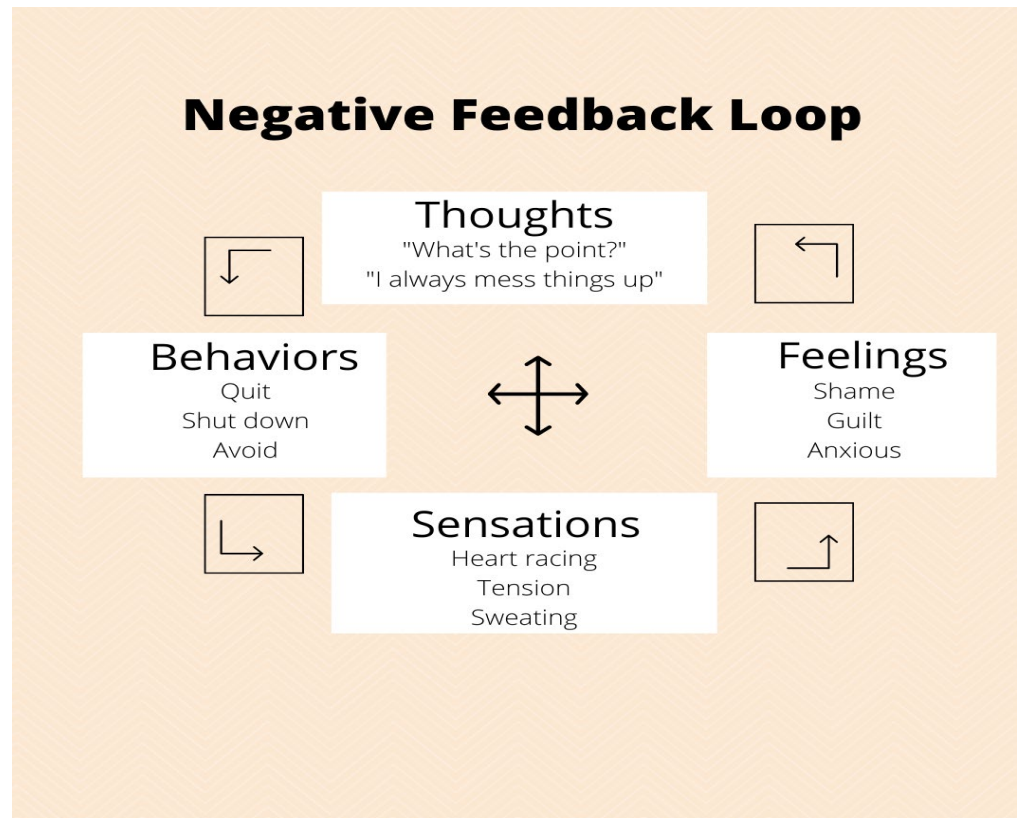 Negative Feedback Loop
Thoughts
"What's the point?"
"I always mess things up"
Behaviors
Quit
Shut down
Avoid
Feelings
Shame
Guilt
Anxious
Sensations
Heart racing
Tension
Sweating